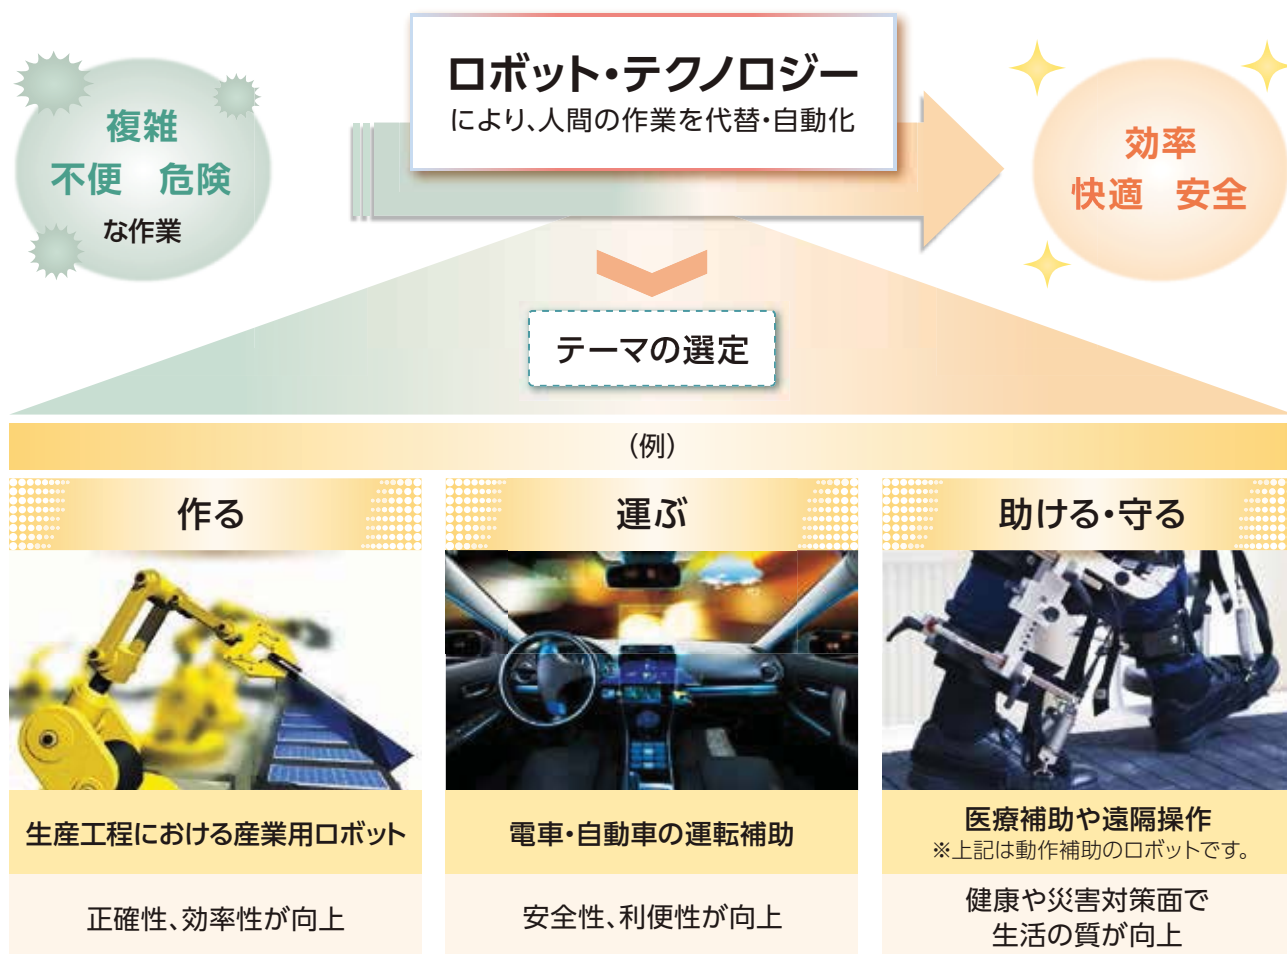 複雑
不便　危険
な作業
ロボット・テクノロジー
により、人間の作業を代替・自動化
効率
快適　安全
テーマの選定
(例)
作る
生産工程における産業用ロボット
正確性、効率性が向上
運ぶ
電車・自動車の運転補助
安全性、利便性が向上
助ける・守る
医療補助や遠隔操作
※上記は動作補助のロボットです。
健康や災害対策面で
生活の質が向上